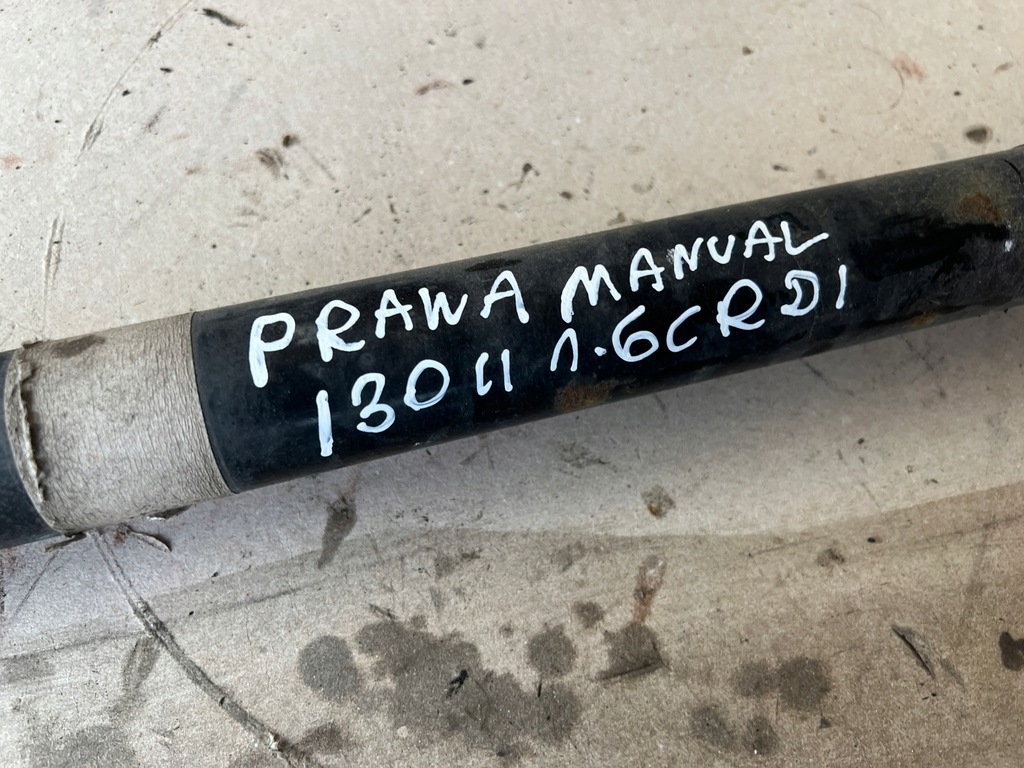 PRAWA MANUAL
I30 II 1.6CRDI